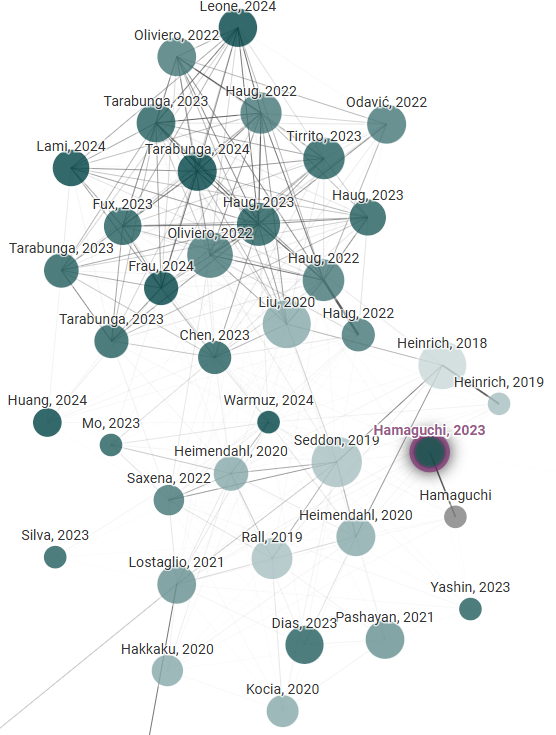 Leone, 2024
Oliviero, 2022
Tarabunga, 2023
Haug, 2022
Odavić, 2022
Tirrito, 2023
Lami, 2024
Tarabunga, 2024
Fux, 2023
Haug, 2023
Haug, 2023
Oliviero, 2022
Tarabunga, 2023
Frau, 2024
Haug, 2022
Liu, 2020
Haug, 2022
Tarabunga, 2023
Chen, 2023
Heinrich, 2018
Heinrich, 2019
Huang, 2024
Warmuz, 2024
Mo, 2023
Seddon, 2019
Hamaguchi, 2023
Heimendahl, 2020
Saxena, 2022
Hamaguchi
Heimendahl, 2020
Silva, 2023
Rall, 2019
Lostaglio, 2021
Yashin, 2023
Dias, 2023
Pashayan, 2021
Hakkaku, 2020
Kocia, 2020